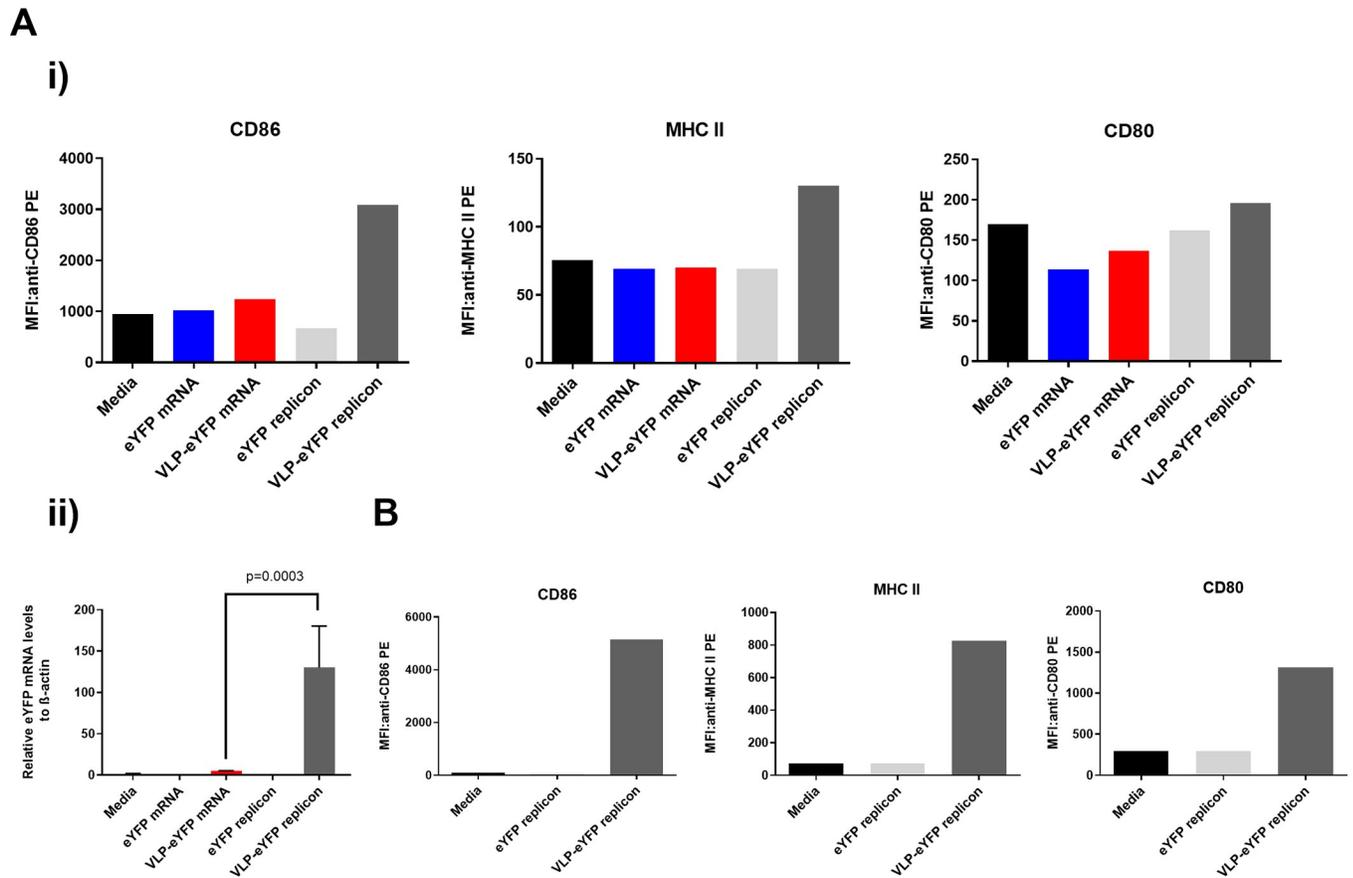 A
i)
CD86
MFI:anti-CD86 PE
4000
3000
2000
1000
0
Media
eYFP mRNA
VLP-eYFP mRNA
eYFP replicon
VLP-eYFP replicon
MHC II
MFI:anti-MHC II PE
150
100
50
0
Media
eYFP mRNA
VLP-eYFP mRNA
eYFP replicon
VLP-eYFP replicon
CD80
MFI:anti-CD80 PE
250
200
150
100
50
0
Media
eYFP mRNA
VLP-eYFP mRNA
eYFP replicon
VLP-eYFP replicon
ii)
p=0.0003
Relative eYFP mRNA levels
to ß-actin
200
150
100
50
0
Media
eYFP mRNA
VLP-eYFP mRNA
eYFP replicon
VLP-eYFP replicon
B
CD86
MFI:anti-CD86 PE
6000
4000
2000
0
Media
eYFP replicon
VLP-eYFP replicon
MHC II
MFI:anti-MHC II PE
1000
800
600
400
200
0
Media
eYFP replicon
VLP-eYFP replicon
CD80
MFI:anti-CD80 PE
2000
1500
1000
500
0
Media
eYFP replicon
VLP-eYFP replicon